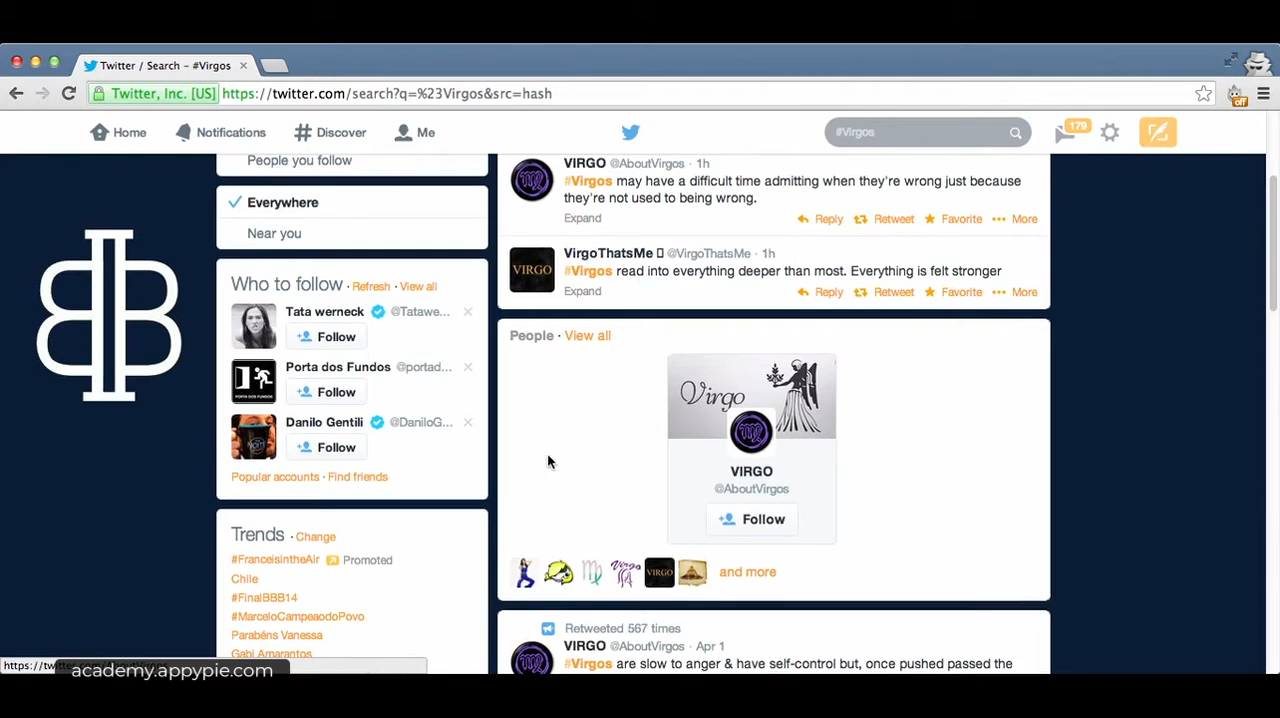 Twitter / Search - #Virgos
Twitter, Inc. [US] https://twitter.com/search?q=%23Virgos&src=hash
off
Home Notifications Discover Me #Virgos 179
People you follow
Everywhere
Near you
Who to follow · Refresh · View all
Tata werneck @Tatawe...
Follow
Porta dos Fundos @portad...
Follow
Danilo Gentili @DaniloG...
Follow
Popular accounts · Find friends
Trends · Change
#FranceisintheAir Promoted
Chile
#FinalBBB14
#MarceloCampeaodoPovo
Parabéns Vanessa
Gabi Amarantos
VIRGO @AboutVirgos · 1h
#Virgos may have a difficult time admitting when they're wrong just because
they're not used to being wrong.
Expand Reply Retweet Favorite More
VIRGO
VirgoThatsMe @VirgoThatsMe · 1h
#Virgos read into everything deeper than most. Everything is felt stronger
Expand Reply Retweet Favorite More
People · View all
Virgo
VIRGO
@AboutVirgos
Follow
Virgo VIRGO and more
Retweeted 567 times
VIRGO @AboutVirgos · Apr 1
#Virgos are slow to anger & have self-control but, once pushed passed the
academy.appypie.com